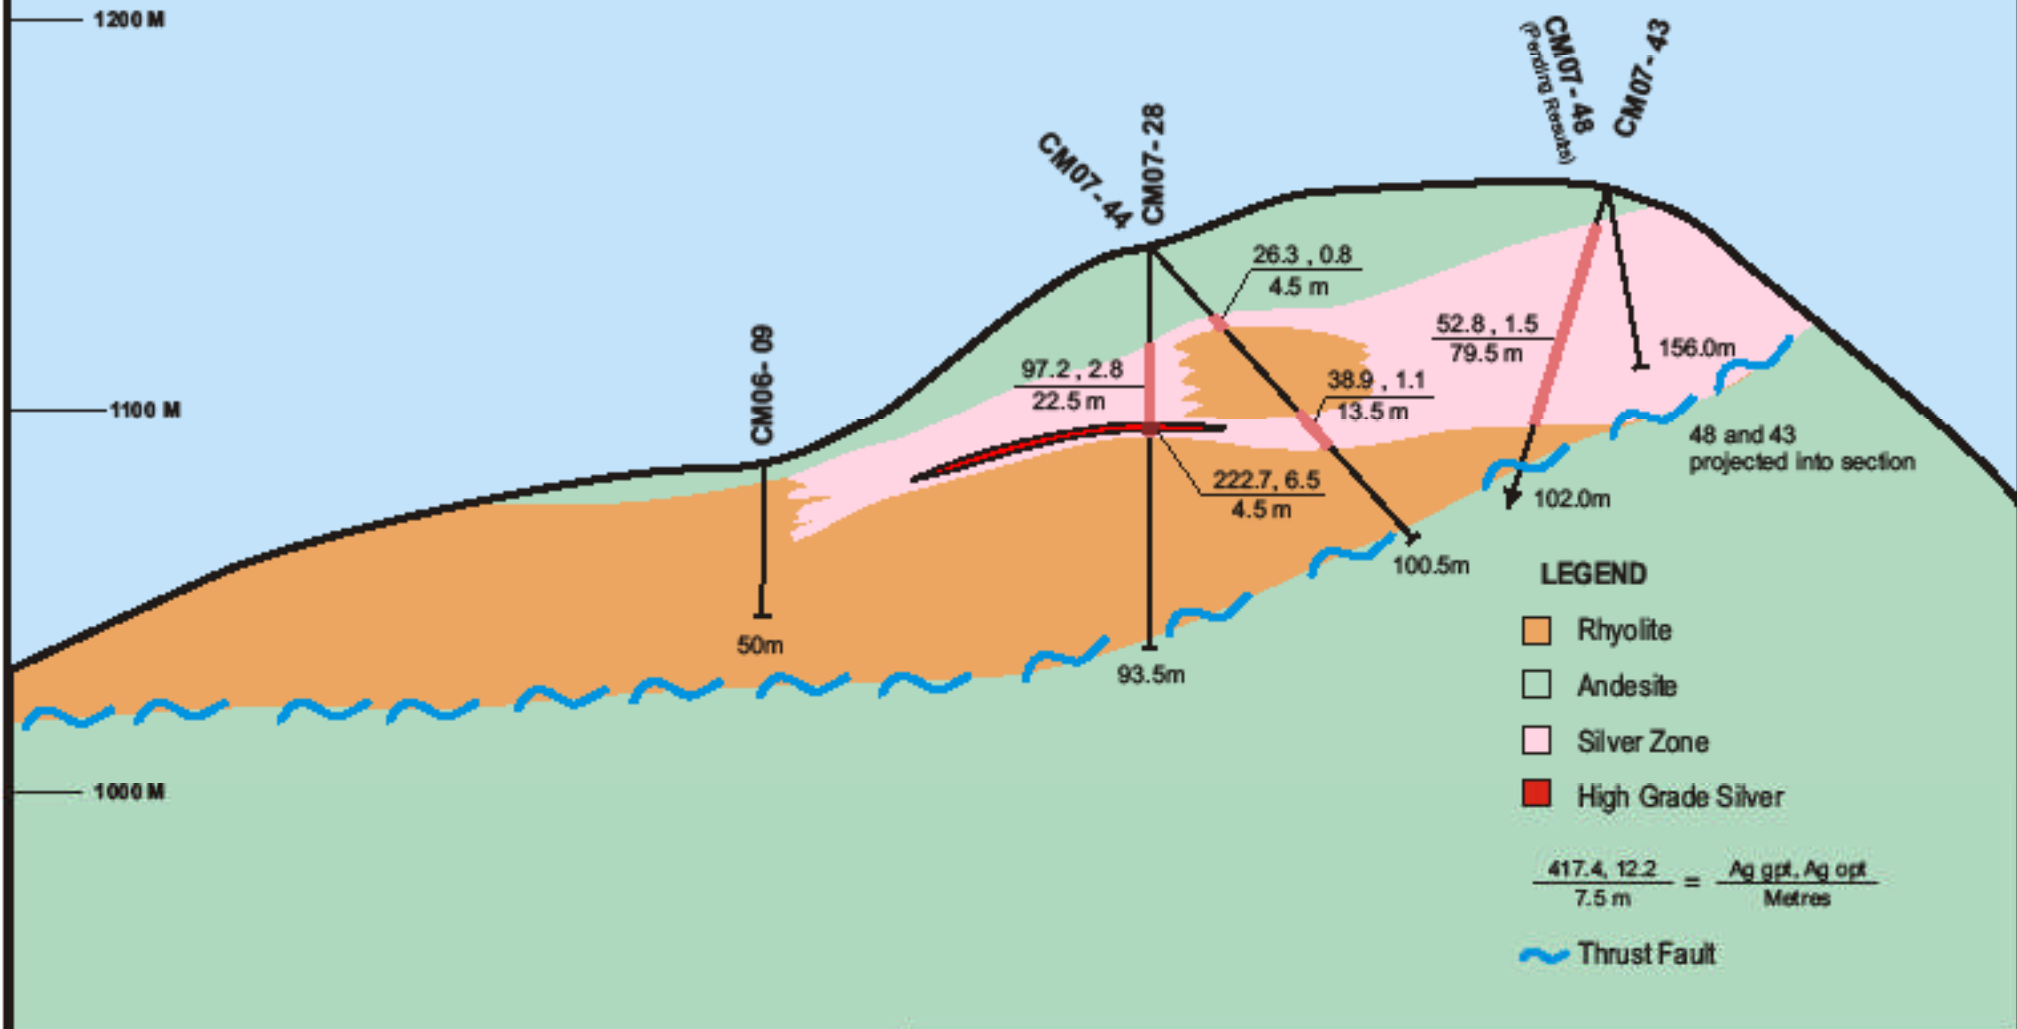 1200 M
CM07-48
(Pending Results)
CM07-43
CM07-44
CM07-28
26.3 , 0.8
4.5 m
52.8 , 1.5
79.5 m
156.0m
CM06-09
97.2 , 2.8
22.5 m
38.9 , 1.1
13.5 m
1100 M
48 and 43
projected into section
222.7, 6.5
4.5 m
102.0m
100.5m
50m
93.5m
LEGEND
Rhyolite
Andesite
Silver Zone
High Grade Silver
1000 M
417.4, 12.2 = Ag gpt, Ag opt
7.5 m Metres
Thrust Fault